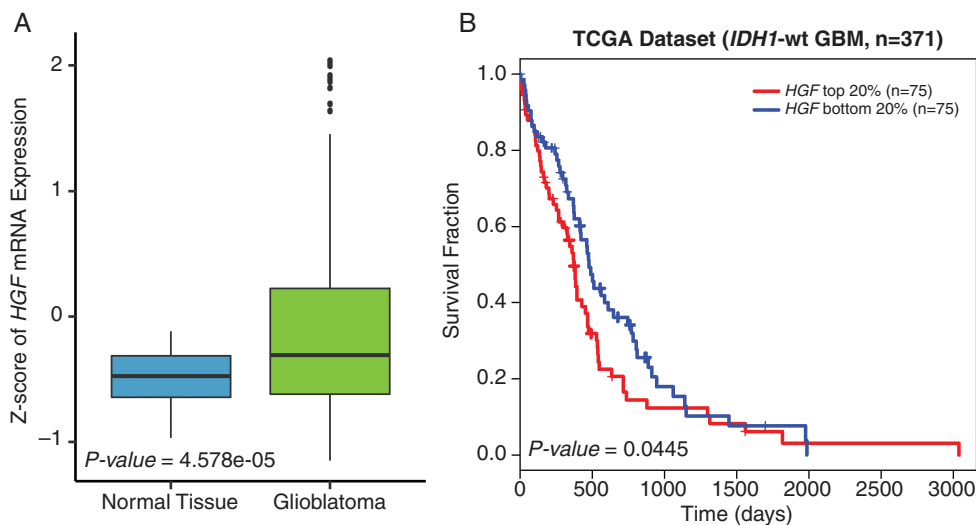 A
Z-score of HGF mRNA Expression
2
1
0
−1
P-value = 4.578e-05
Normal Tissue
Glioblatoma
B
TCGA Dataset (IDH1-wt GBM, n=371)
HGF top 20% (n=75)
HGF bottom 20% (n=75)
Survival Fraction
1.0
0.8
0.6
0.4
0.2
0.0
P-value = 0.0445
0 500 1000 1500 2000 2500 3000
Time (days)